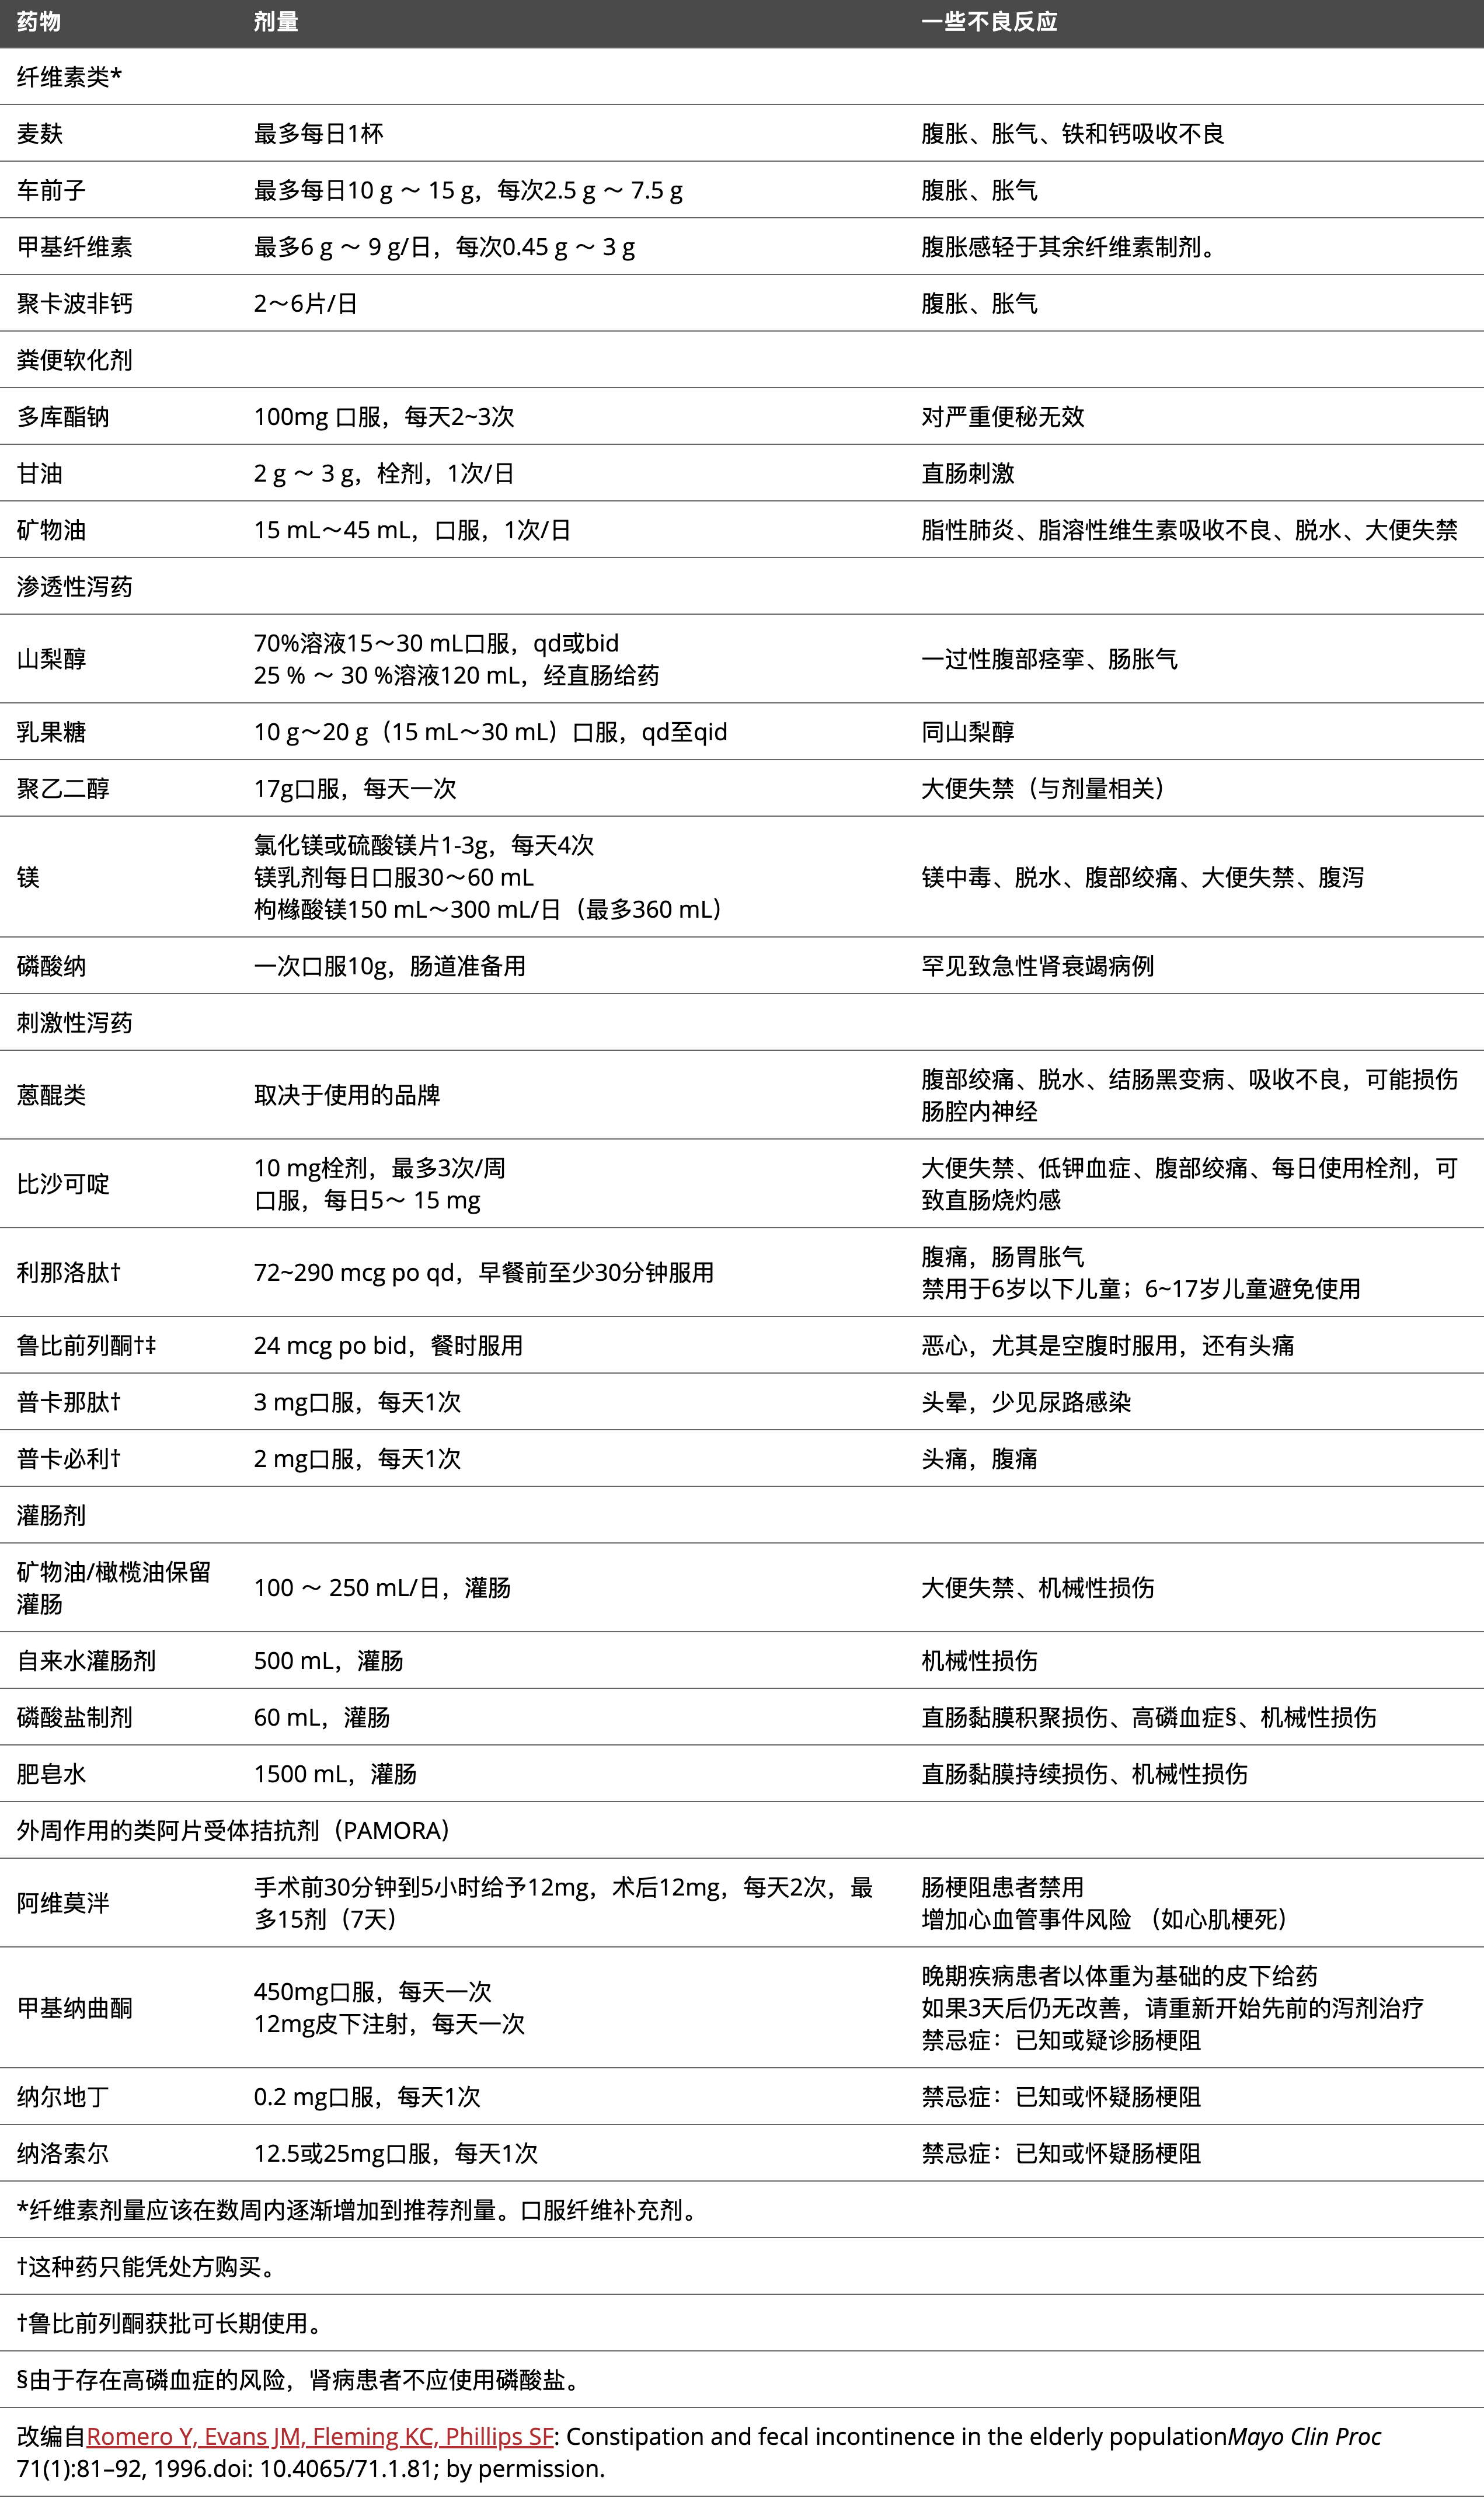 药物 剂量 一些不良反应
纤维素类*
麦麸 最多每日1杯 腹胀、胀气、铁和钙吸收不良
车前子 最多每日10 g ～ 15 g，每次2.5 g ～ 7.5 g 腹胀、胀气
甲基纤维素 最多6 g ～ 9 g/日，每次0.45 g ～ 3 g 腹胀感轻于其余纤维素制剂。
聚卡波非钙 2～6片/日 腹胀、胀气
粪便软化剂
多库酯钠 100mg 口服，每天2~3次 对严重便秘无效
甘油 2 g ～ 3 g，栓剂，1次/日 直肠刺激
矿物油 15 mL～45 mL，口服，1次/日 脂性肺炎、脂溶性维生素吸收不良、脱水、大便失禁
渗透性泻药
山梨醇 70%溶液15～30 mL口服，qd或bid
25 % ～ 30 %溶液120 mL，经直肠给药 一过性腹部痉挛、肠胀气
乳果糖 10 g～20 g（15 mL～30 mL）口服，qd至qid 同山梨醇
聚乙二醇 17g口服，每天一次 大便失禁（与剂量相关）
镁 氯化镁或硫酸镁片1-3g，每天4次
镁乳剂每日口服30～60 mL
枸橼酸镁150 mL～300 mL/日（最多360 mL） 镁中毒、脱水、腹部绞痛、大便失禁、腹泻
磷酸纳 一次口服10g，肠道准备用 罕见致急性肾衰竭病例
刺激性泻药
蒽醌类 取决于使用的品牌 腹部绞痛、脱水、结肠黑变病、吸收不良，可能损伤
肠腔内神经
比沙可啶 10 mg栓剂，最多3次/周
口服，每日5～ 15 mg 大便失禁、低钾血症、腹部绞痛、每日使用栓剂，可
致直肠烧灼感
利那洛肽† 72~290 mcg po qd，早餐前至少30分钟服用 腹痛，肠胃胀气
禁用于6岁以下儿童；6~17岁儿童避免使用
鲁比前列酮†‡ 24 mcg po bid，餐时服用 恶心，尤其是空腹时服用，还有头痛
普卡那肽† 3 mg口服，每天1次 头晕，少见尿路感染
普卡必利† 2 mg口服，每天1次 头痛，腹痛
灌肠剂
矿物油/橄榄油保留
灌肠 100 ～ 250 mL/日，灌肠 大便失禁、机械性损伤
自来水灌肠剂 500 mL，灌肠 机械性损伤
磷酸盐制剂 60 mL，灌肠 直肠黏膜积聚损伤、高磷血症§、机械性损伤
肥皂水 1500 mL，灌肠 直肠黏膜持续损伤、机械性损伤
外周作用的类阿片受体拮抗剂（PAMORA）
阿维莫泮 手术前30分钟到5小时给予12mg，术后12mg，每天2次，最
多15剂（7天） 肠梗阻患者禁用
增加心血管事件风险 （如心肌梗死）
甲基纳曲酮 450mg口服，每天一次
12mg皮下注射，每天一次 晚期疾病患者以体重为基础的皮下给药
如果3天后仍无改善，请重新开始先前的泻剂治疗
禁忌症：已知或疑诊肠梗阻
纳尔地丁 0.2 mg口服，每天1次 禁忌症：已知或怀疑肠梗阻
纳洛索尔 12.5或25mg口服，每天1次 禁忌症：已知或怀疑肠梗阻
*纤维素剂量应该在数周内逐渐增加到推荐剂量。口服纤维补充剂。
†这种药只能凭处方购买。
†鲁比前列酮获批可长期使用。
§由于存在高磷血症的风险，肾病患者不应使用磷酸盐。
改编自Romero Y, Evans JM, Fleming KC, Phillips SF: Constipation and fecal incontinence in the elderly populationMayo Clin Proc
71(1):81–92, 1996.doi: 10.4065/71.1.81; by permission.